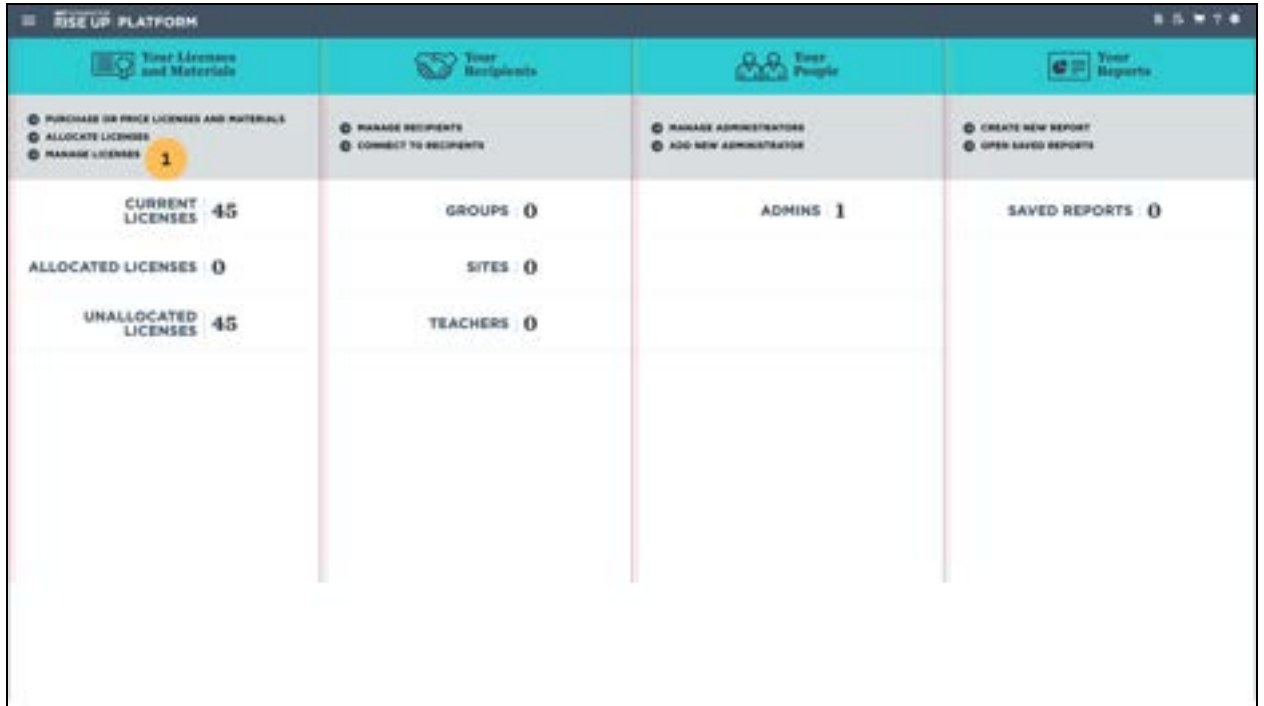 RISE UP PLATFORM
Your Licenses
and Materials
Your
Recipients
Your
People
Your
Reports
PURCHASE OR PRICE LICENSES AND MATERIALS
ALLOCATE LICENSES
MANAGE LICENSES
1
MANAGE RECIPIENTS
CONNECT TO RECIPIENTS
MANAGE ADMINISTRATORS
ADD NEW ADMINISTRATOR
CREATE NEW REPORT
OPEN SAVED REPORTS
CURRENT
LICENSES 45
GROUPS 0
ADMINS 1
SAVED REPORTS 0
ALLOCATED LICENSES 0
SITES 0
UNALLOCATED
LICENSES 45
TEACHERS 0